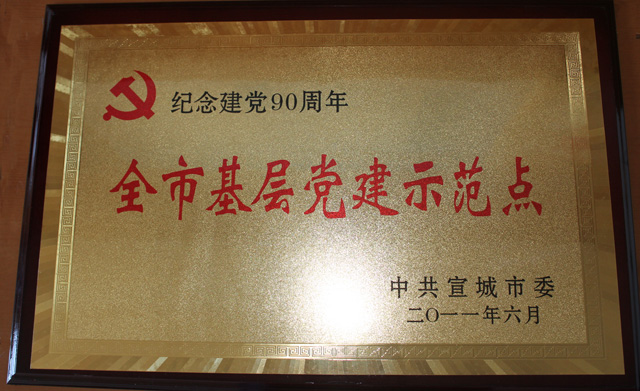 纪念建党90周年
全市基层党建示范点
中共宣城市委
二〇一一年六月